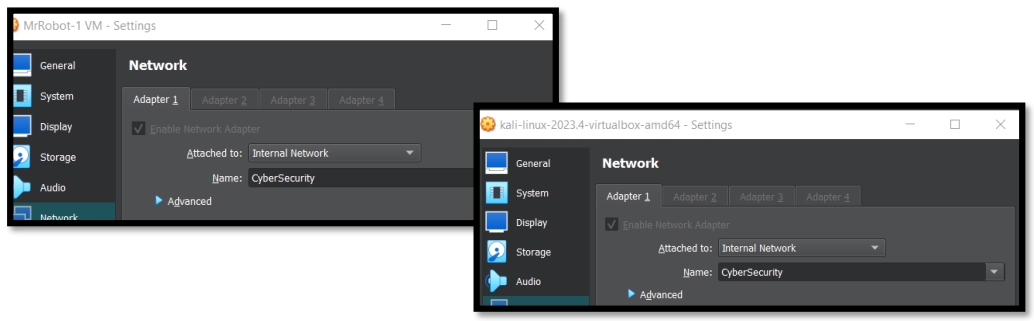 MrRobot-1 VM - Settings
General
Network
System
Adapter 1 Adapter 2 Adapter 3 Adapter 4
Display
Enable Network Adapter
Storage
Attached to: Internal Network
Audio
Name: CyberSecurity
Network
Advanced
kali-linux-2023.4-virtualbox-amd64 - Settings
General
Network
System
Adapter 1 Adapter 2 Adapter 3 Adapter 4
Display
Enable Network Adapter
Storage
Attached to: Internal Network
Audio
Name: CyberSecurity
Advanced